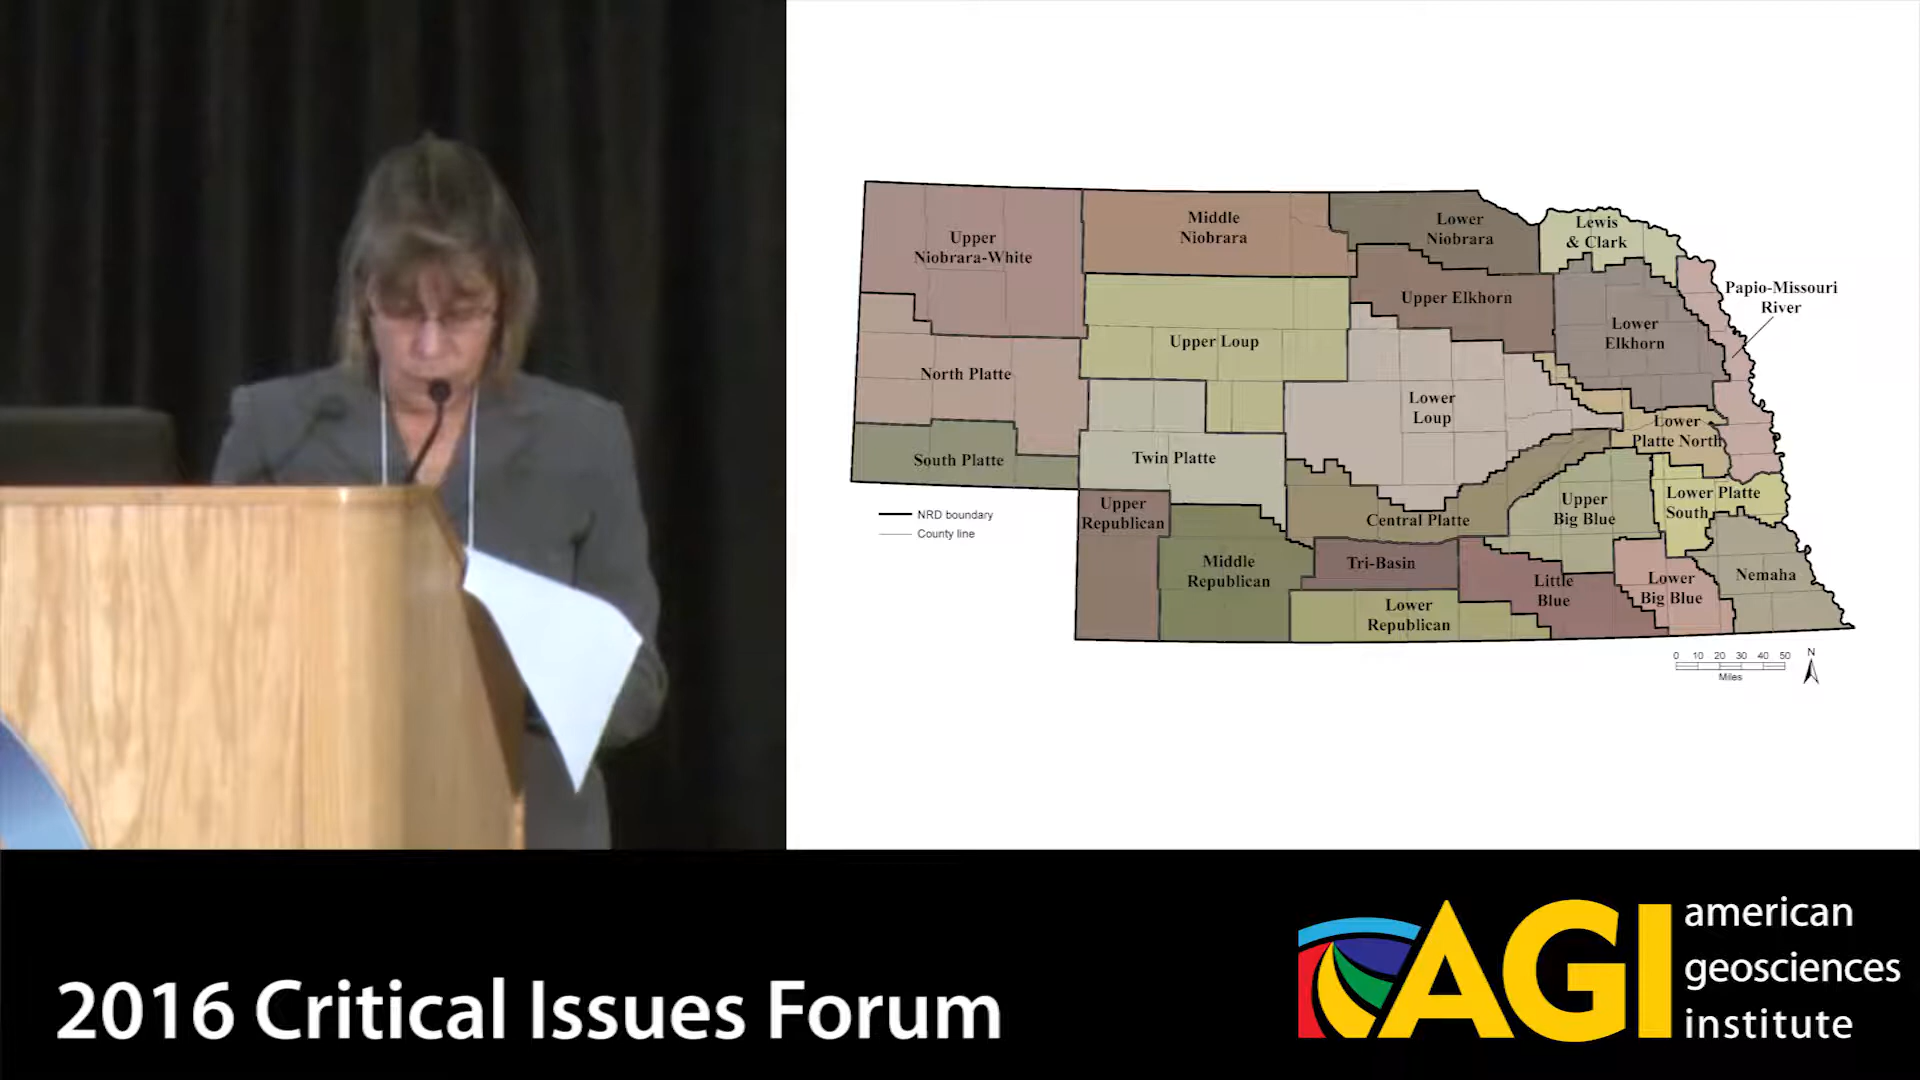 Upper
Niobrara-White
Middle
Niobrara
Lower
Niobrara
Lewis
& Clark
Papio-Missouri
River
Upper Elkhorn
Lower
Elkhorn
Upper Loup
North Platte
Lower
Loup
Lower
Platte North
South Platte
Twin Platte
Upper
Republican
Central Platte
Upper
Big Blue
Lower Platte
South
NRD boundary
County line
Middle
Republican
Tri-Basin
Little
Blue
Lower
Big Blue
Nemaha
Lower
Republican
0 10 20 30 40 50
Miles
N
2016 Critical Issues Forum
AGI
american
geosciences
institute